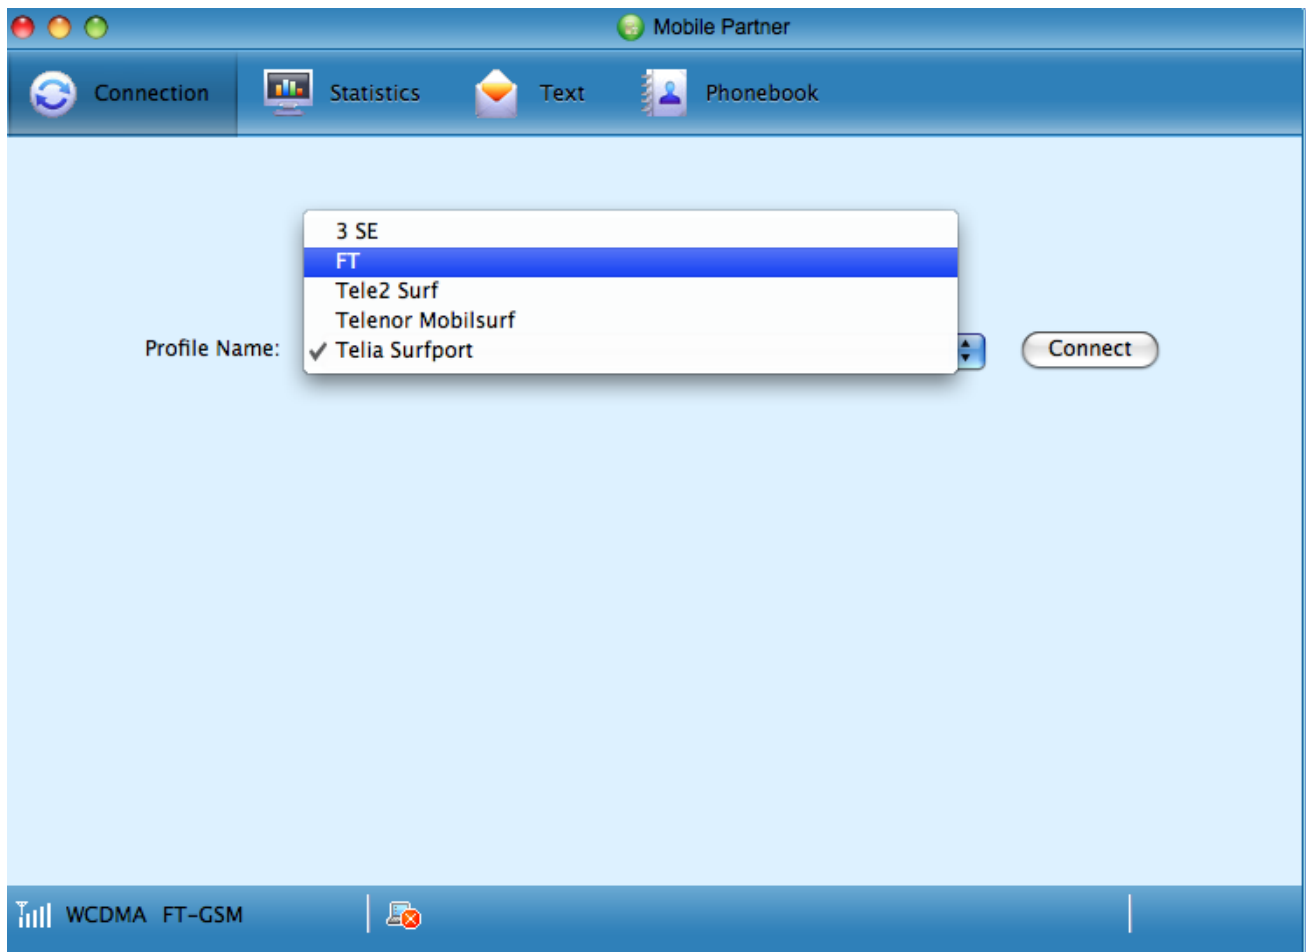 Mobile Partner
Connection Statistics Text Phonebook
3 SE
FT
Tele2 Surf
Telenor Mobilsurf
Profile Name: ✓ Telia Surfport Connect
WCDMA FT-GSM